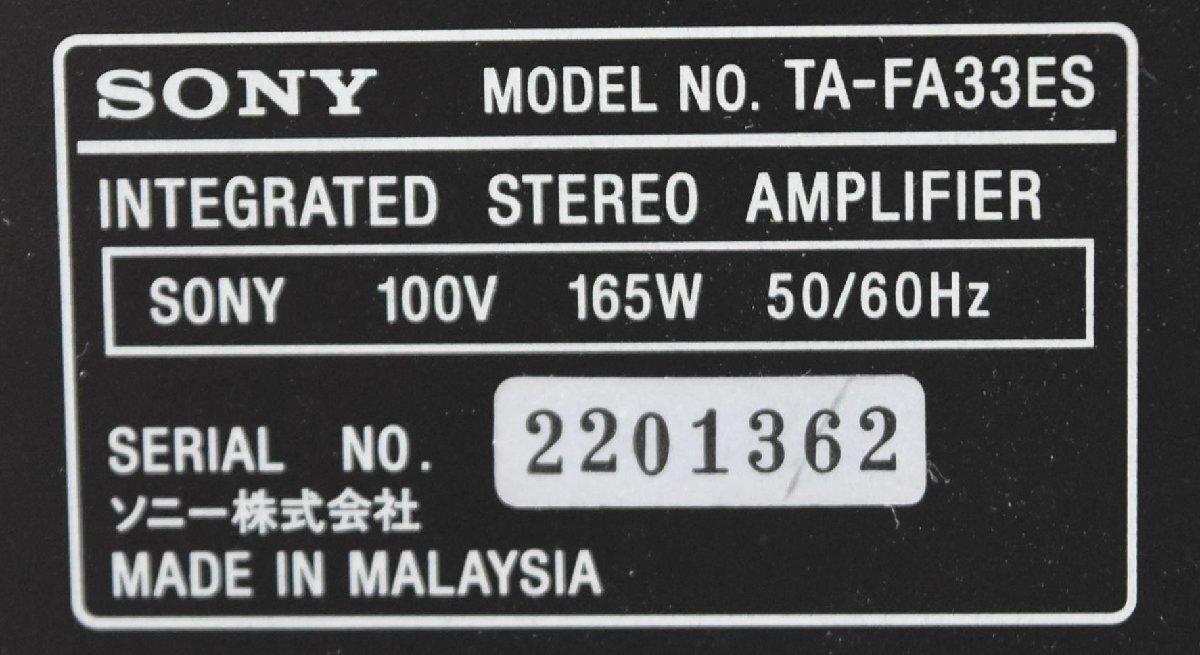 SONY MODEL NO. TA-FA33ES
INTEGRATED STEREO AMPLIFIER
SONY 100V 165W 50/60Hz
SERIAL NO. 2201362
ソニー株式会社
MADE IN MALAYSIA